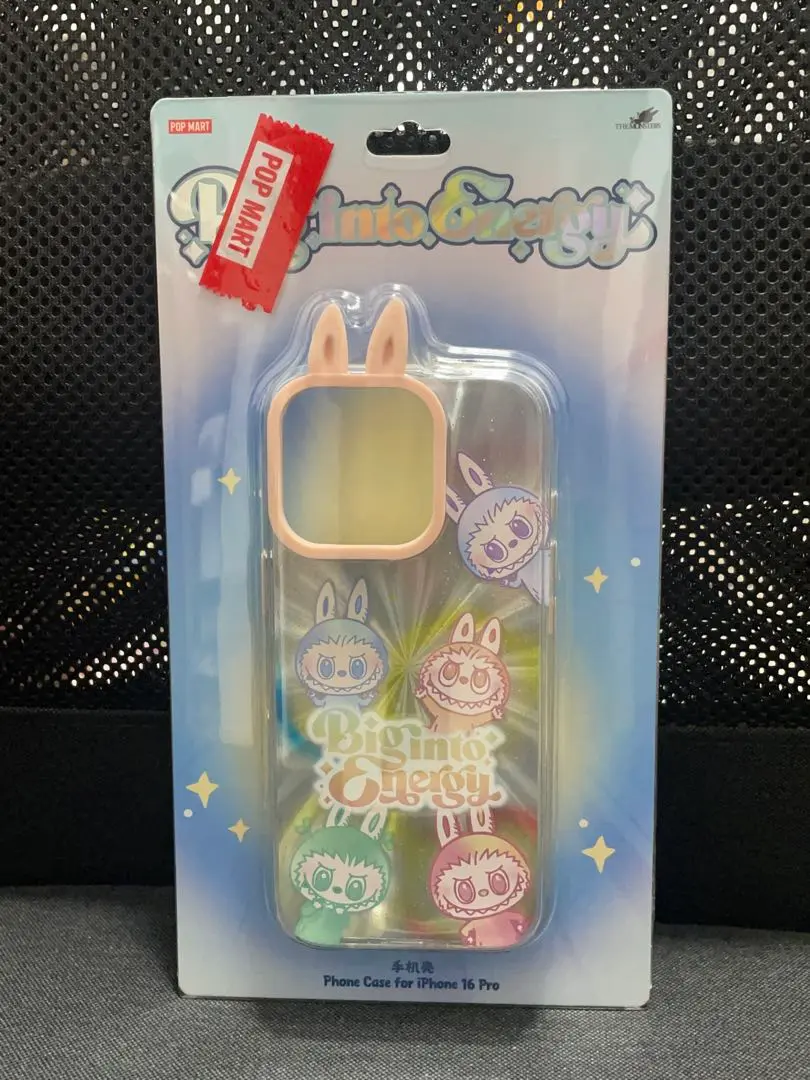 POP MART
THE MONSTERS
POP MART
Big into Energy
Big into
Energy
手机壳
Phone Case for iPhone 16 Pro